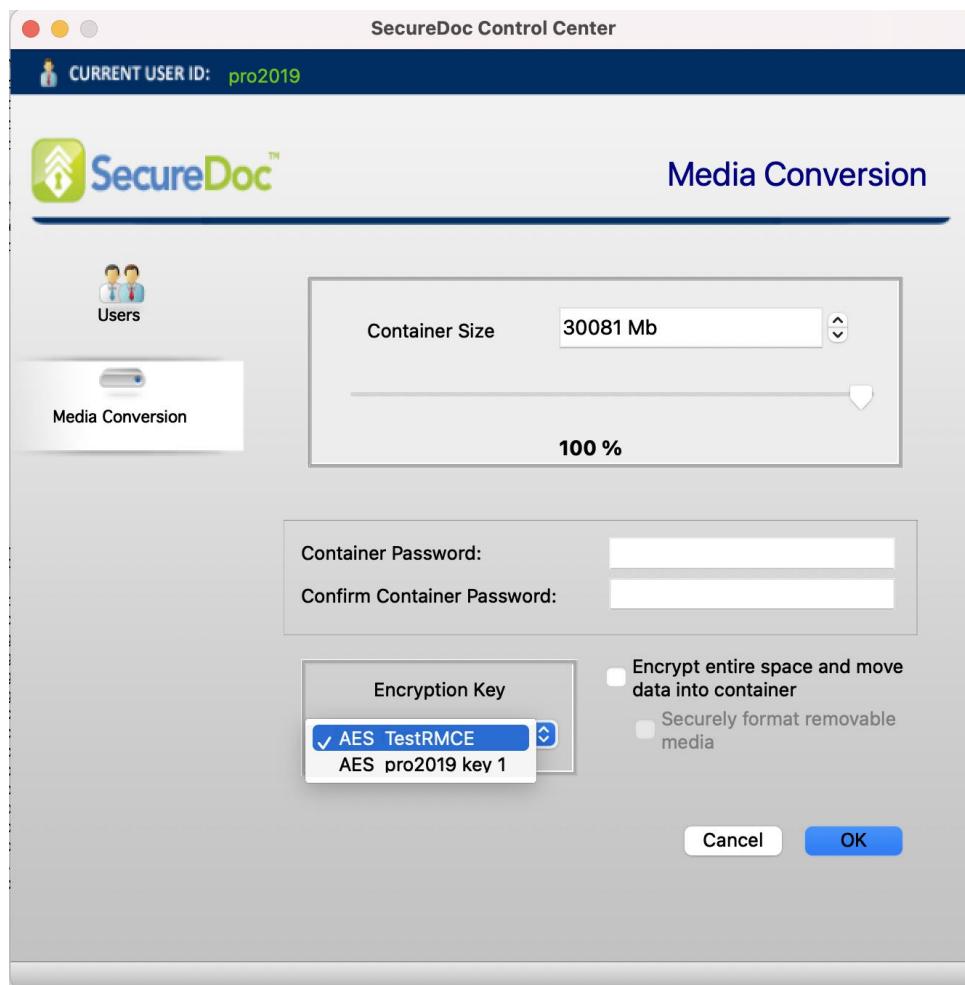 SecureDoc Control Center
CURRENT USER ID: pro2019
SecureDoc™
Media Conversion
Users
Media Conversion
Container Size
30081 Mb
100 %
Container Password:
Confirm Container Password:
Encryption Key
✓ AES TestRMCE
AES pro2019 key 1
Encrypt entire space and move
data into container
Securely format removable
media
Cancel
OK